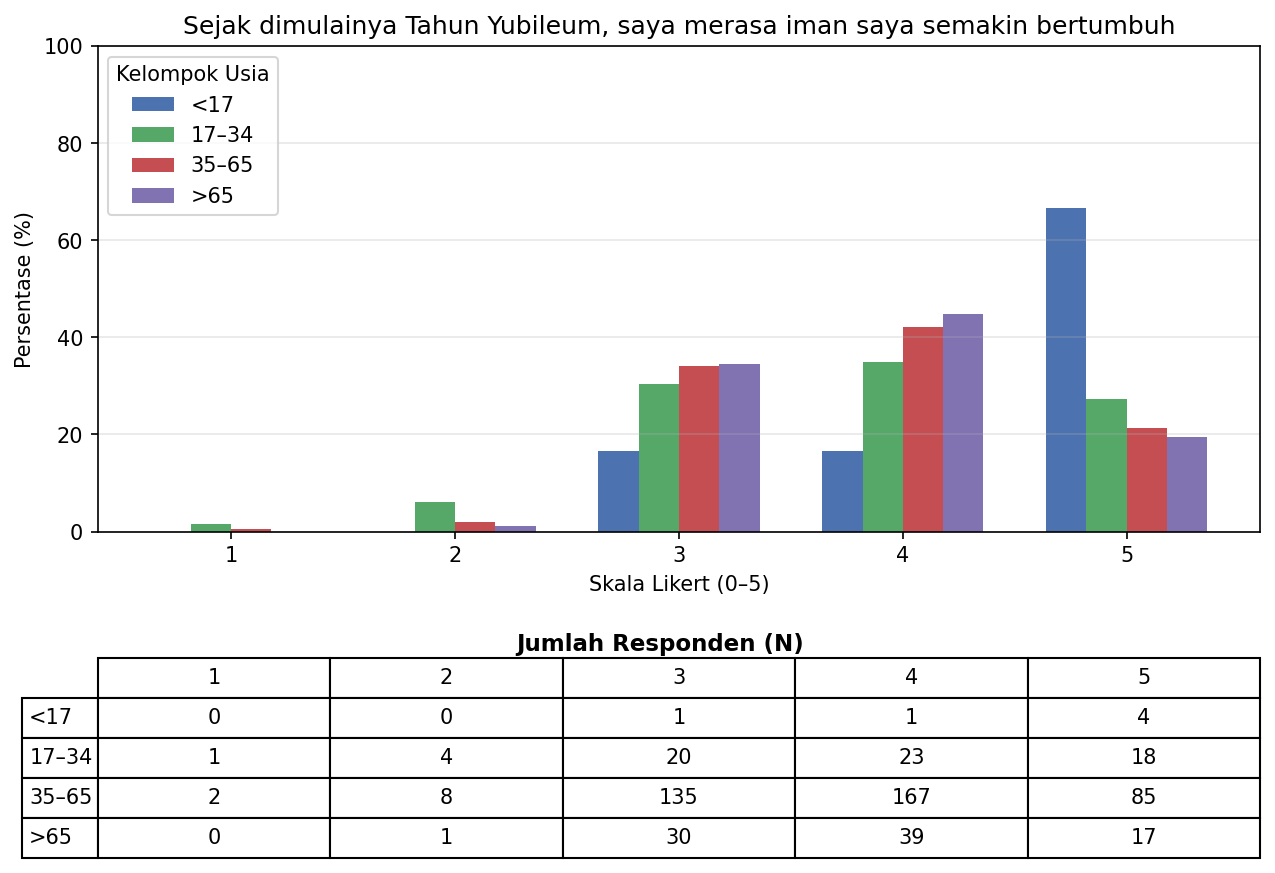 Sejak dimulainya Tahun Yubileum, saya merasa iman saya semakin bertumbuh
Kelompok Usia
<17
17–34
35–65
>65
Persentase (%)
100
80
60
40
20
0
1 2 3 4 5
Skala Likert (0–5)
Jumlah Responden (N)
1 2 3 4 5
<17 0 0 1 1 4
17–34 1 4 20 23 18
35–65 2 8 135 167 85
>65 0 1 30 39 17